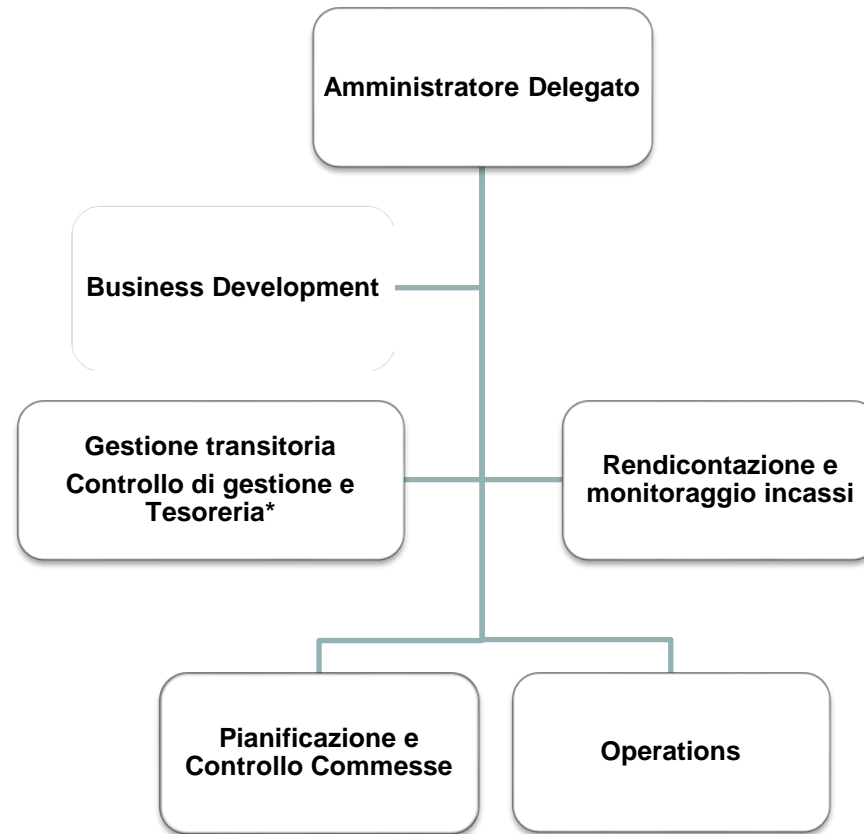 Amministratore Delegato
Business Development
Gestione transitoria
Controllo di gestione e
Tesoreria*
Rendicontazione e
monitoraggio incassi
Pianificazione e
Controllo Commesse
Operations